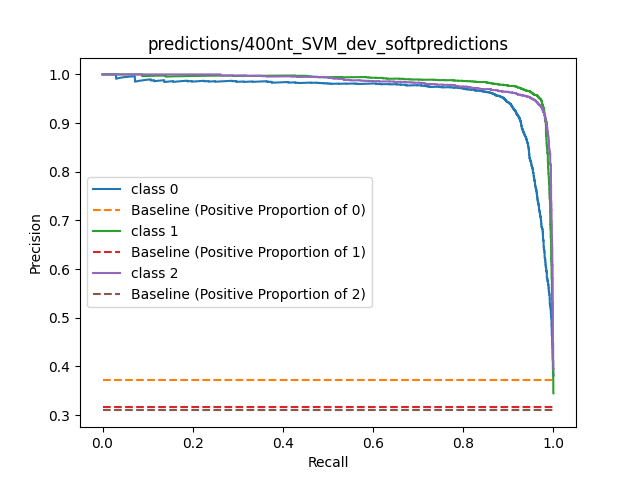 predictions/400nt_SVM_dev_softpredictions
1.0
0.9
0.8
0.7
0.6
0.5
0.4
0.3
Precision
class 0
Baseline (Positive Proportion of 0)
class 1
Baseline (Positive Proportion of 1)
class 2
Baseline (Positive Proportion of 2)
0.0 0.2 0.4 0.6 0.8 1.0
Recall